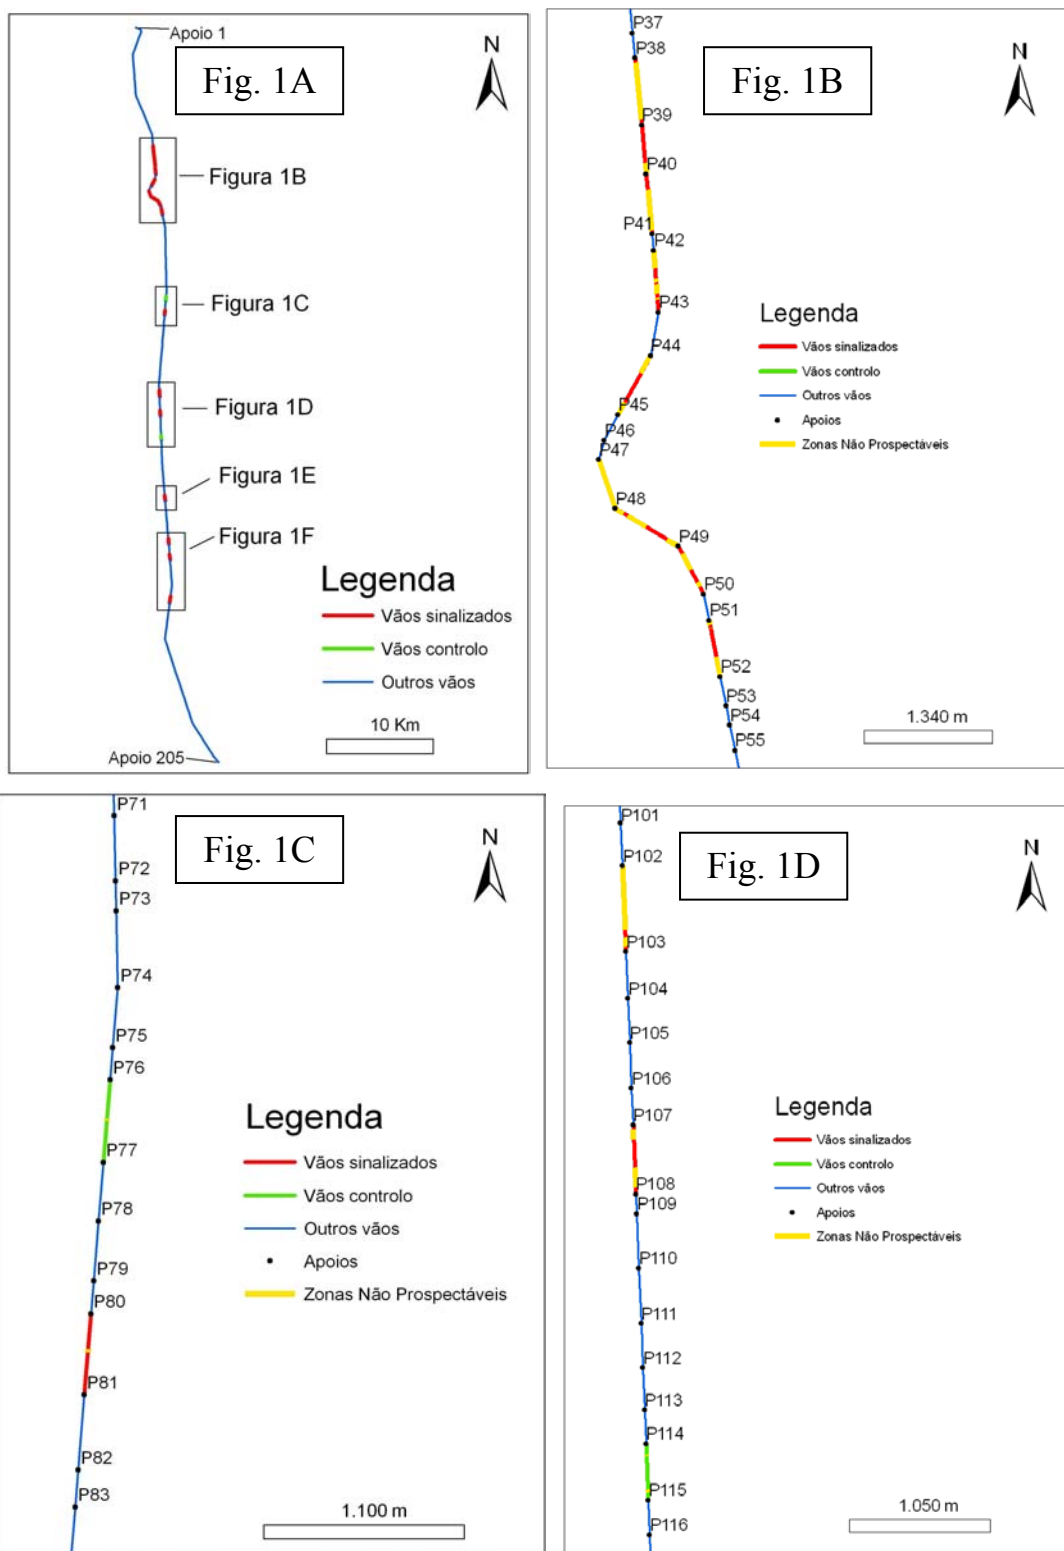 Apoio 1
Fig. 1A
N
Figura 1B
Figura 1C
Figura 1D
Figura 1E
Figura 1F
Legenda
Vãos sinalizados
Vãos controlo
Outros vãos
10 Km
Apoio 205
P37
P38
Fig. 1B
N
P39
P40
P41
P42
P43
P44
P45
P46
P47
P48
P49
P50
P51
P52
P53
P54
P55
Legenda
Vãos sinalizados
Vãos controlo
Outros vãos
Apoios
Zonas Não Prospectáveis
1.340 m
P71
Fig. 1C
N
P72
P73
P74
P75
P76
P77
P78
P79
P80
P81
P82
P83
Legenda
Vãos sinalizados
Vãos controlo
Outros vãos
Apoios
Zonas Não Prospectáveis
1.100 m
P101
P102
Fig. 1D
N
P103
P104
P105
P106
P107
P108
P109
P110
P111
P112
P113
P114
P115
P116
Legenda
Vãos sinalizados
Vãos controlo
Outros vãos
Apoios
Zonas Não Prospectáveis
1.050 m